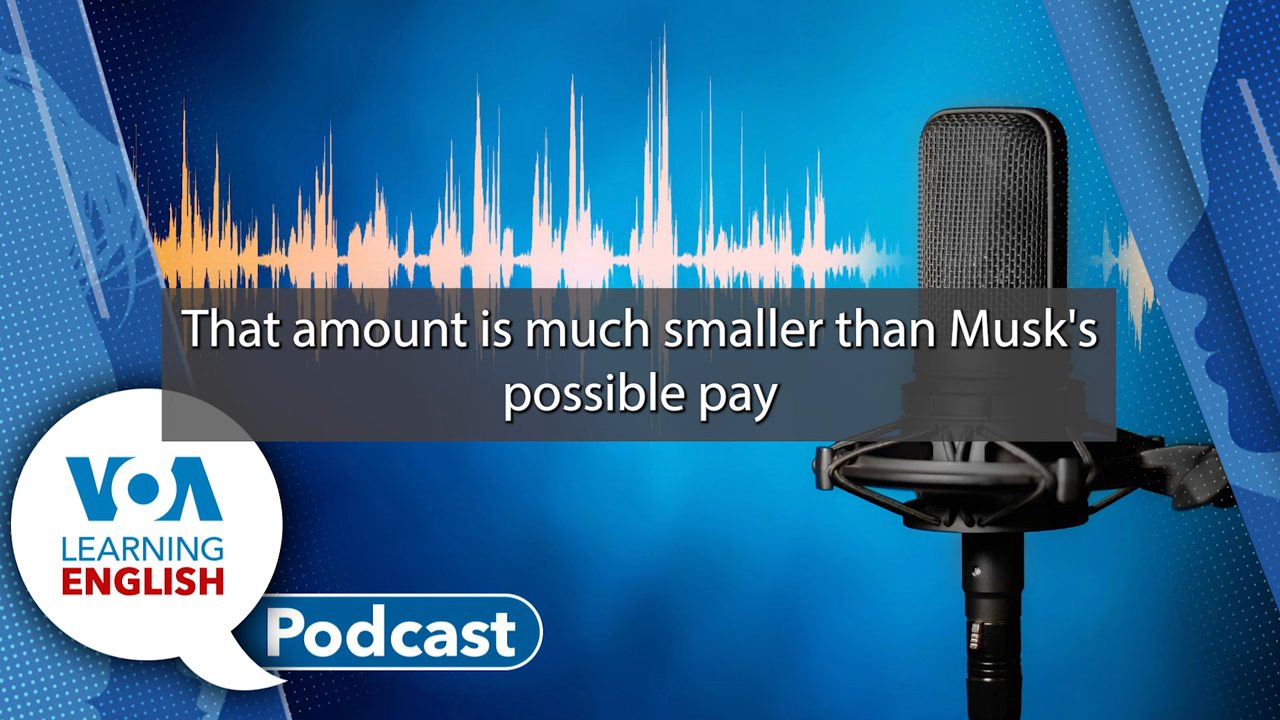 That amount is much smaller than Musk's
possible pay
VOA
LEARNING
ENGLISH
Podcast